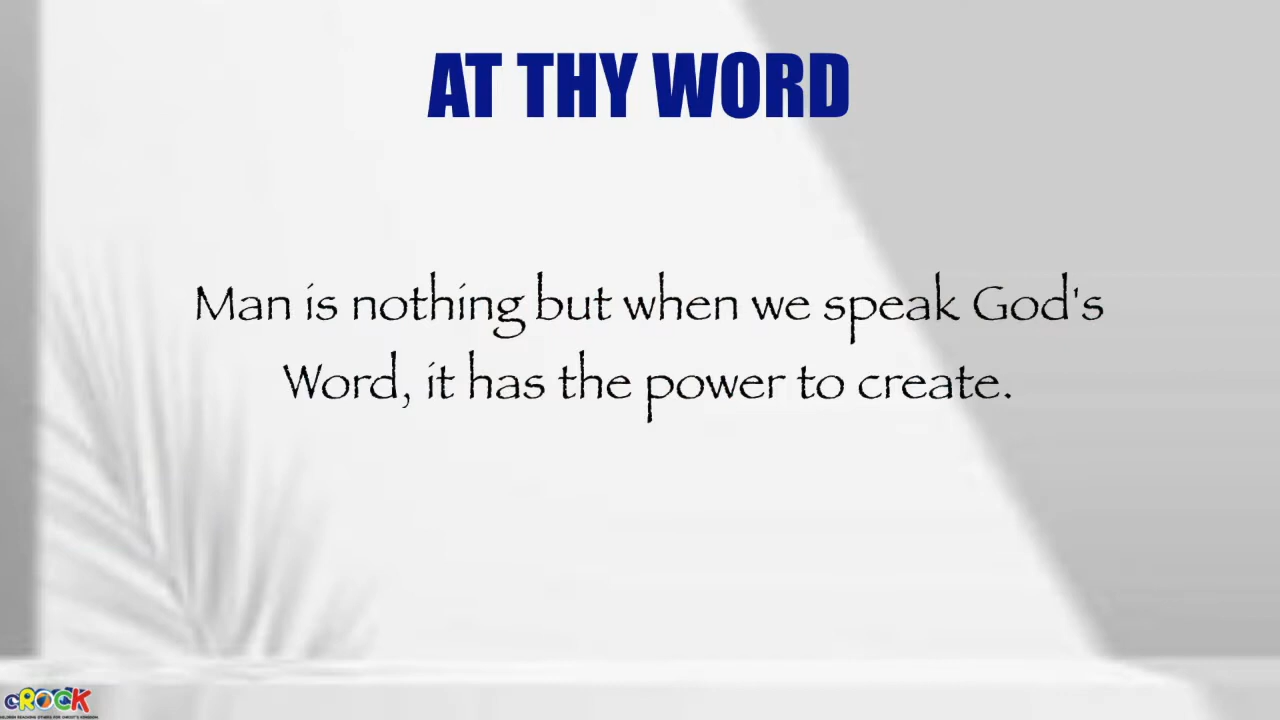 AT THY WORD
Man is nothing but when we speak God's
Word, it has the power to create.
cROCK